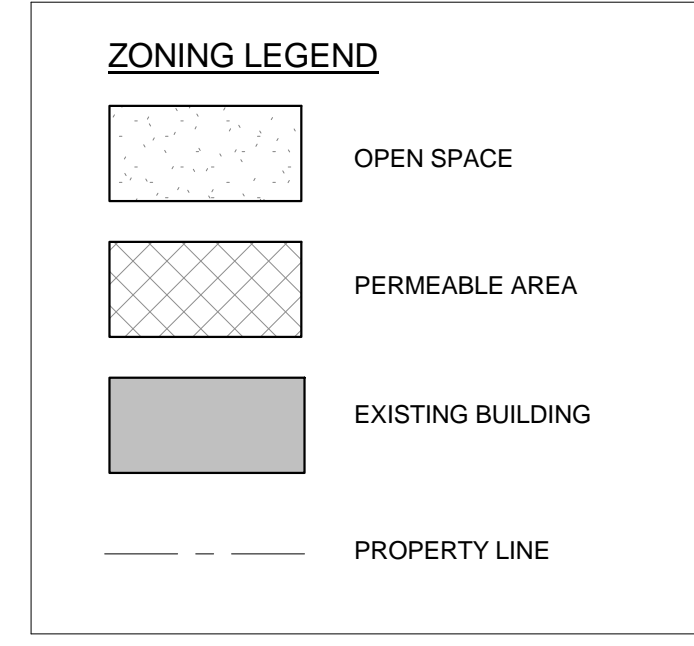 ZONING LEGEND
OPEN SPACE
PERMEABLE AREA
EXISTING BUILDING
PROPERTY LINE